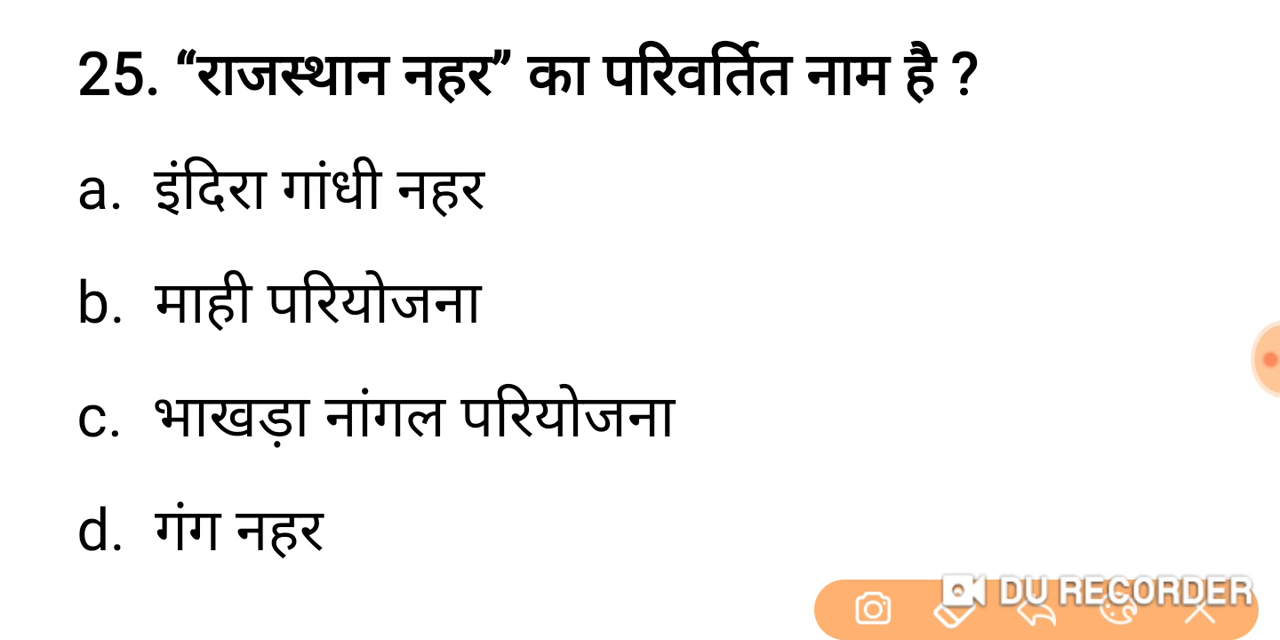 25. “राजस्थान नहर” का परिवर्तित नाम है ?
a. इंदिरा गांधी नहर
b. माही परियोजना
c. भाखड़ा नांगल परियोजना
d. गंग नहर
DU RECORDER